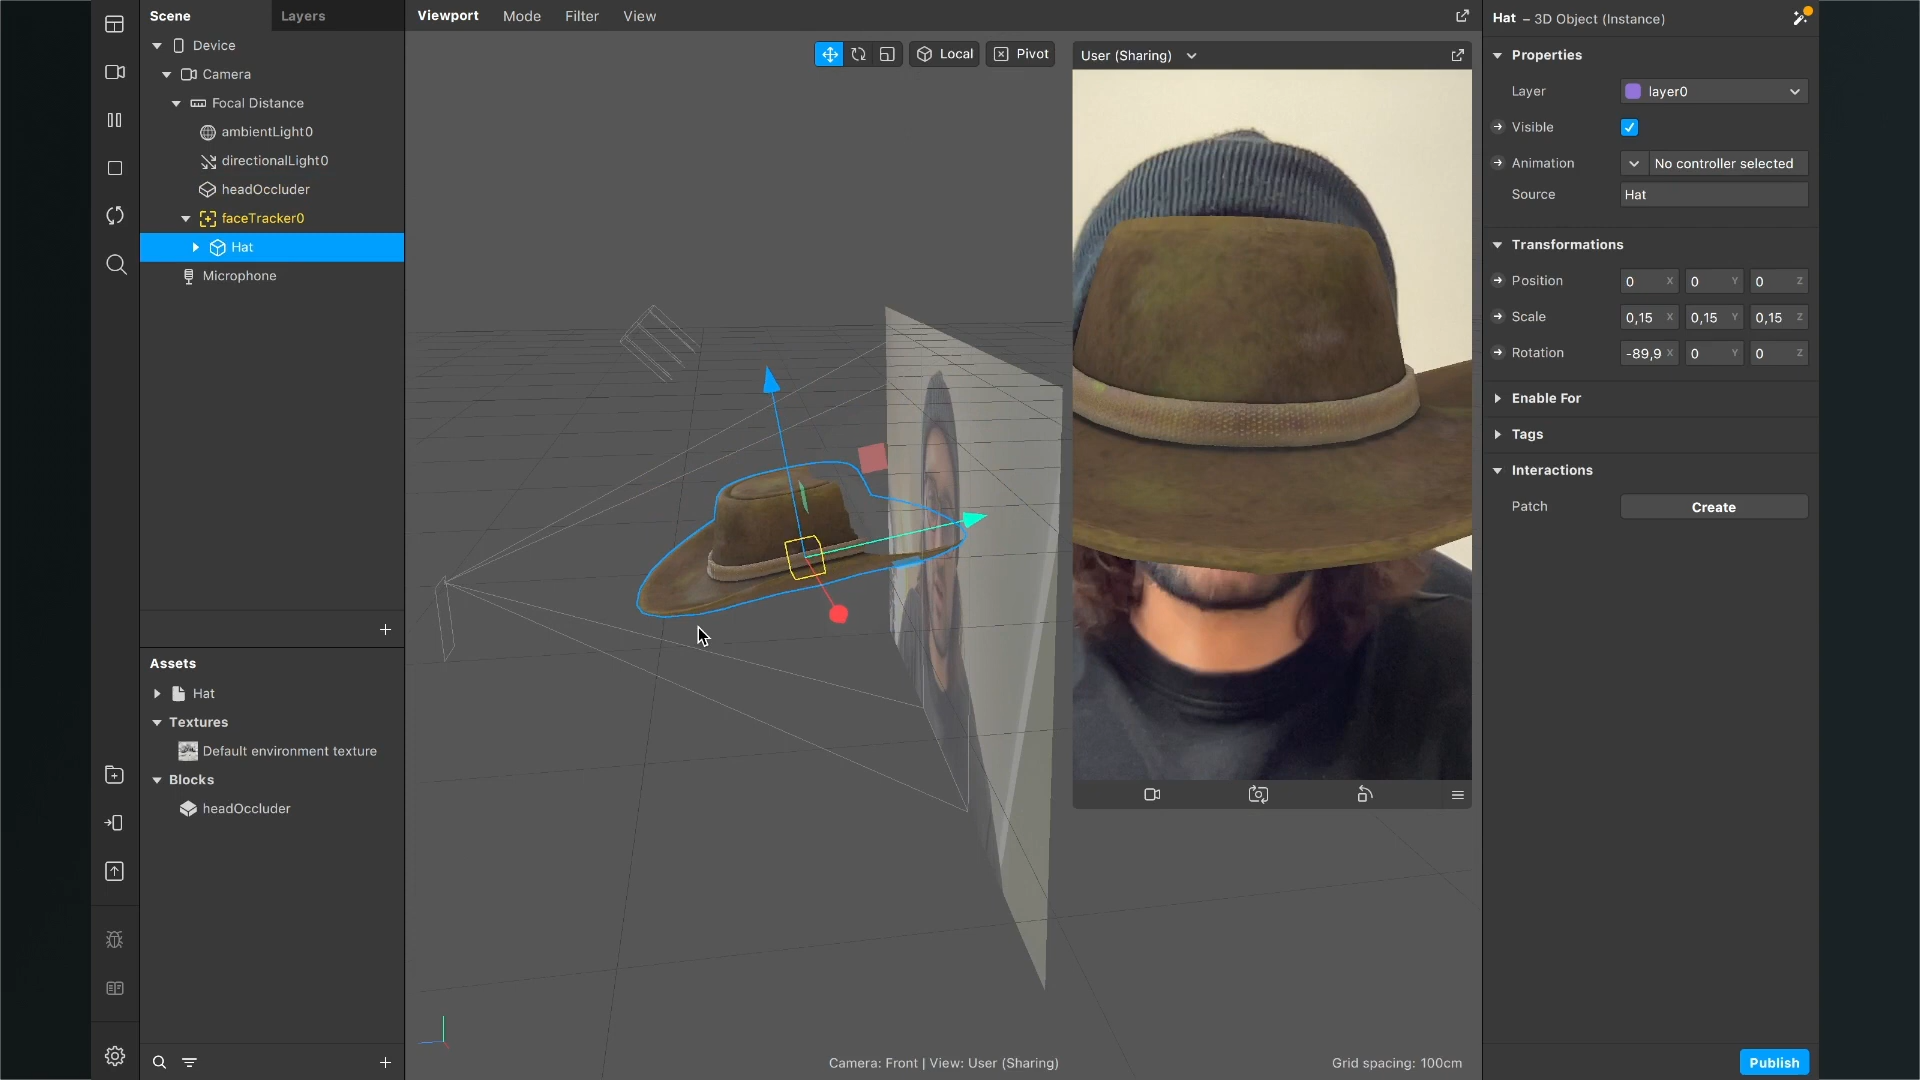 Scene
Layers
Device
Camera
Focal Distance
ambientLight0
directionalLight0
headOccluder
faceTracker0
Hat
Microphone
Assets
Hat
Textures
Default environment texture
Blocks
headOccluder
Viewport
Mode
Filter
View
Local
Pivot
User (Sharing)
Camera: Front | View: User (Sharing)
Grid spacing: 100cm
Hat – 3D Object (Instance)
Properties
Layer
layer0
Visible
Animation
No controller selected
Source
Hat
Transformations
Position
0 X
0 Y
0 Z
Scale
0,15 X
0,15 Y
0,15 Z
Rotation
-89,9 X
0 Y
0 Z
Enable For
Tags
Interactions
Patch
Create
Publish